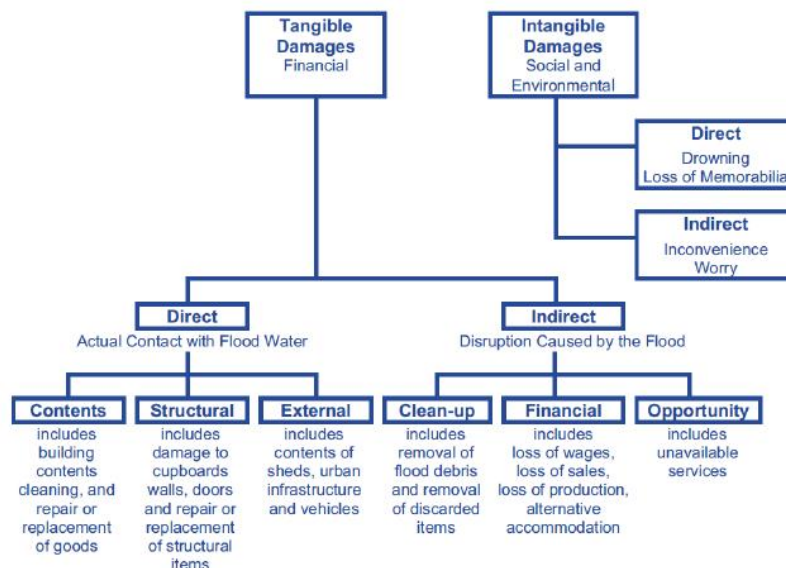 Tangible
Damages
Financial
Intangible
Damages
Social and
Environmental
Direct
Drowning
Loss of Memorabilia
Indirect
Inconvenience
Worry
Direct
Actual Contact with Flood Water
Indirect
Disruption Caused by the Flood
Contents
includes
building
contents
cleaning, and
repair or
replacement
of goods
Structural
includes
damage to
cupboards
walls, doors
and repair or
replacement
of structural
items
External
includes
contents of
sheds, urban
infrastructure
and vehicles
Clean-up
includes
removal of
flood debris
and removal
of discarded
items
Financial
includes
loss of wages,
loss of sales,
loss of production,
alternative
accommodation
Opportunity
includes
unavailable
services